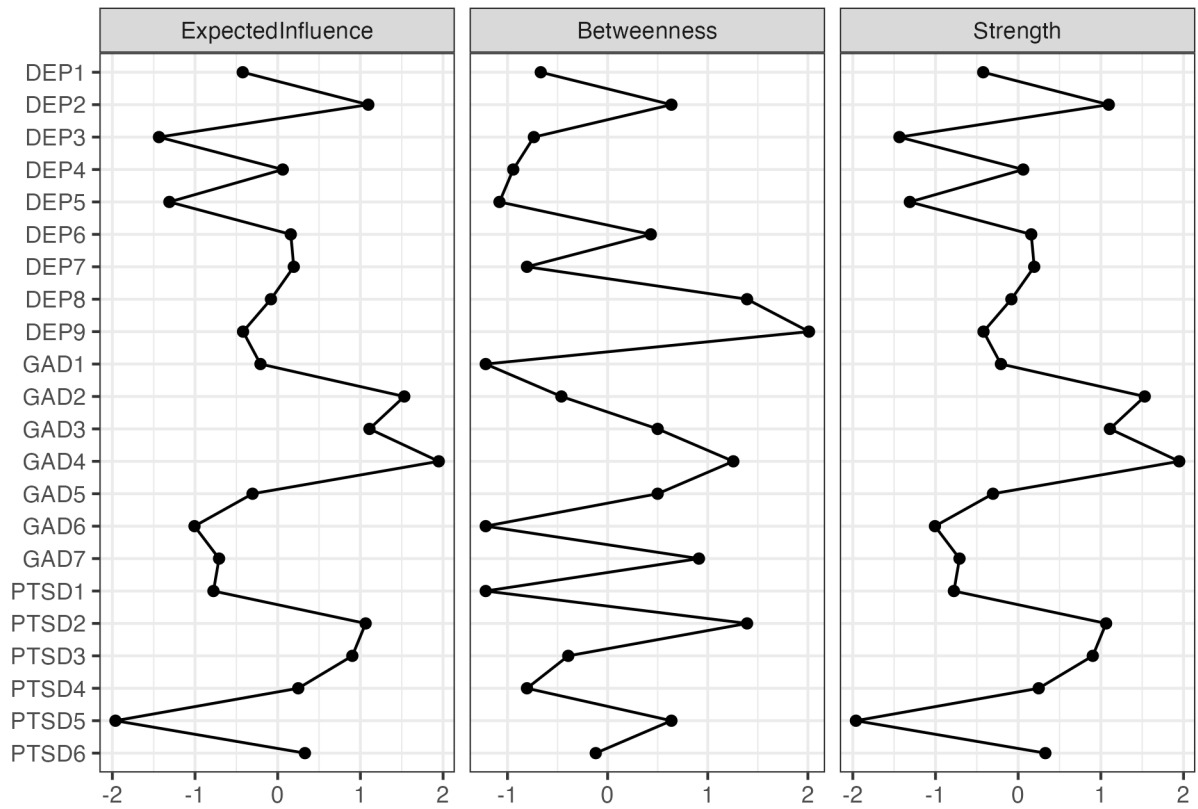 ExpectedInfluence Betweenness Strength
DEP1
DEP2
DEP3
DEP4
DEP5
DEP6
DEP7
DEP8
DEP9
GAD1
GAD2
GAD3
GAD4
GAD5
GAD6
GAD7
PTSD1
PTSD2
PTSD3
PTSD4
PTSD5
PTSD6
-2 -1 0 1 2 -1 0 1 2 -2 -1 0 1 2